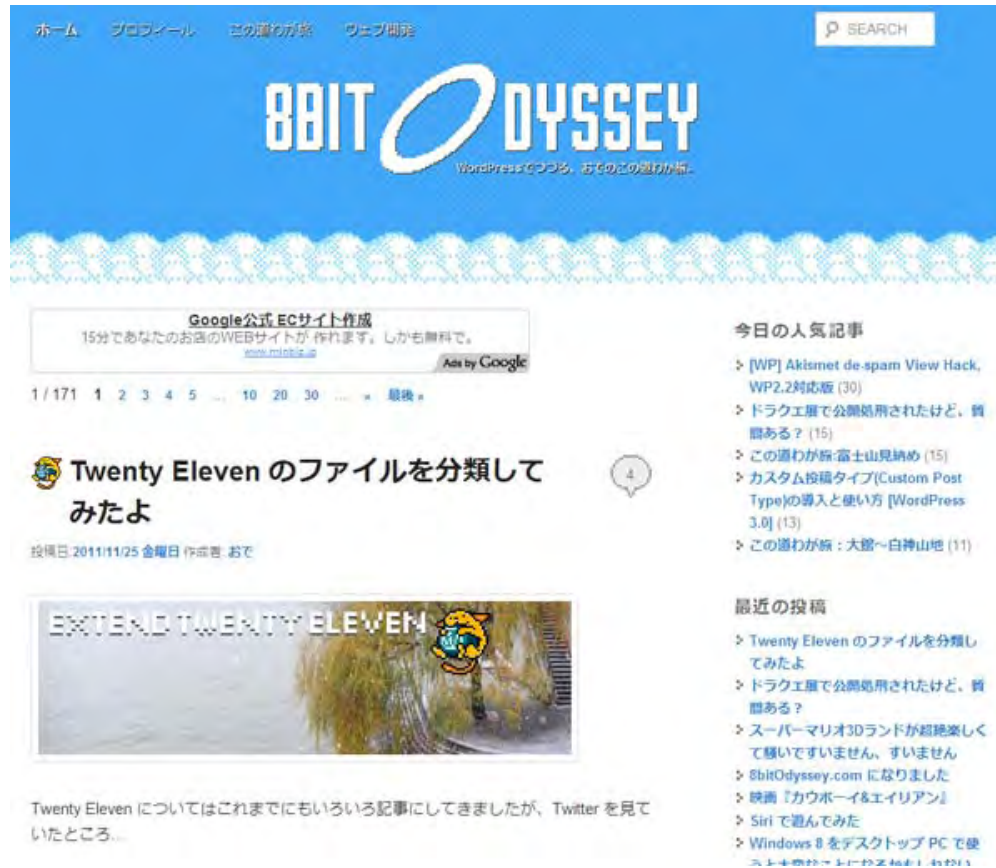 ホーム プロフィール この道わが旅 ウェブ開発
SEARCH
8BIT ODYSSEY
WordPressでつづる、おでのこの道わが旅。
Google公式 ECサイト作成
15分であなたのお店のWEBサイトが 作れます。しかも無料で。
Ads by Google
1 / 171 1 2 3 4 5 ... 10 20 30 ... » 最後 »
Twenty Eleven のファイルを分類して
みたよ
4
投稿日:2011/11/25 金曜日 作成者: おで
EXTEND TWENTY ELEVEN
Twenty Eleven についてはこれまでにもいろいろ記事にしてきましたが、Twitter を見て
いたところ...
今日の人気記事
[WP] Akismet de-spam View Hack,
WP2.2対応版 (30)
ドラクエ展で公開処刑されたけど、質
問ある? (15)
この道わが旅:富士山見納め (15)
カスタム投稿タイプ(Custom Post
Type)の導入と使い方 [WordPress
3.0] (13)
この道わが旅:大館~白神山地 (11)
最近の投稿
Twenty Eleven のファイルを分類し
てみたよ
ドラクエ展で公開処刑されたけど、質
問ある?
スーパーマリオ3Dランドが超絶楽しく
て騒いですいません、すいません
8bitOdyssey.com になりました
映画『カウボーイ&エイリアン』
Siri で遊んでみた
Windows 8 をデスクトップ PC で使
うと大変なことになるかもしれない